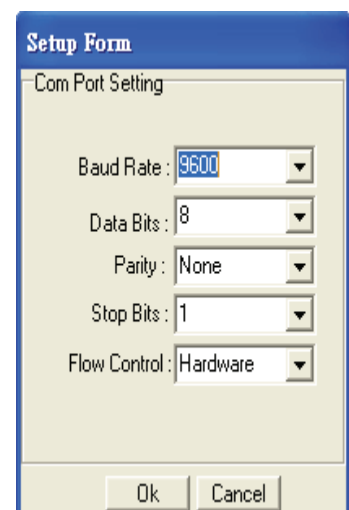 Setup Form
Com Port Setting
Baud Rate : 9600
Data Bits : 8
Parity : None
Stop Bits : 1
Flow Control : Hardware
Ok Cancel